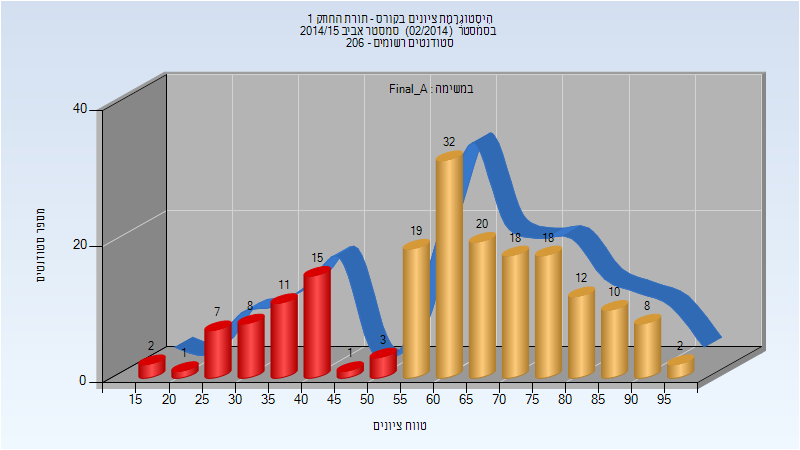 היסטוגרמת ציונים בקורס - תורת החוזק 1
בסמסטר (02/2014) סמסטר אביב 2014/15
סטודנטים רשומים - 206
במשימה : Final_A
מספר סטודנטים
40
20
0
2
1
7
8
11
15
1
3
19
32
20
18
18
12
10
8
2
15 20 25 30 35 40 45 50 55 60 65 70 75 80 85 90 95
טווח ציונים